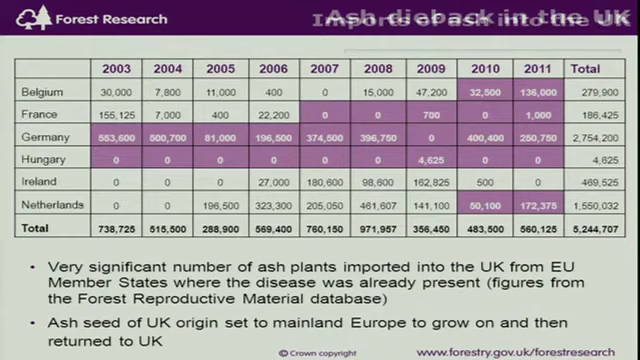 Forest Research
Ash dieback in the UK
Imports of ash into the UK
2003 2004 2005 2006 2007 2008 2009 2010 2011 Total
Belgium 30,000 7,800 11,000 400 0 15,000 47,200 32,500 136,000 279,900
France 155,125 7,000 400 22,200 0 0 700 0 1,000 186,425
Germany 553,600 500,700 81,000 196,500 374,500 396,750 0 400,400 250,750 2,754,200
Hungary 0 0 0 0 0 0 4,625 0 0 4,625
Ireland 0 0 0 27,000 180,600 98,600 162,825 500 0 469,525
Netherlands 0 0 196,500 323,300 205,050 461,607 141,100 50,100 172,375 1,550,032
Total 738,725 515,500 288,900 569,400 760,150 971,957 356,450 483,500 560,125 5,244,707
• Very significant number of ash plants imported into the UK from EU
Member States where the disease was already present (figures from
the Forest Reproductive Material database)
• Ash seed of UK origin set to mainland Europe to grow on and then
returned to UK
© Crown copyright
www.forestry.gov.uk/forestresearch